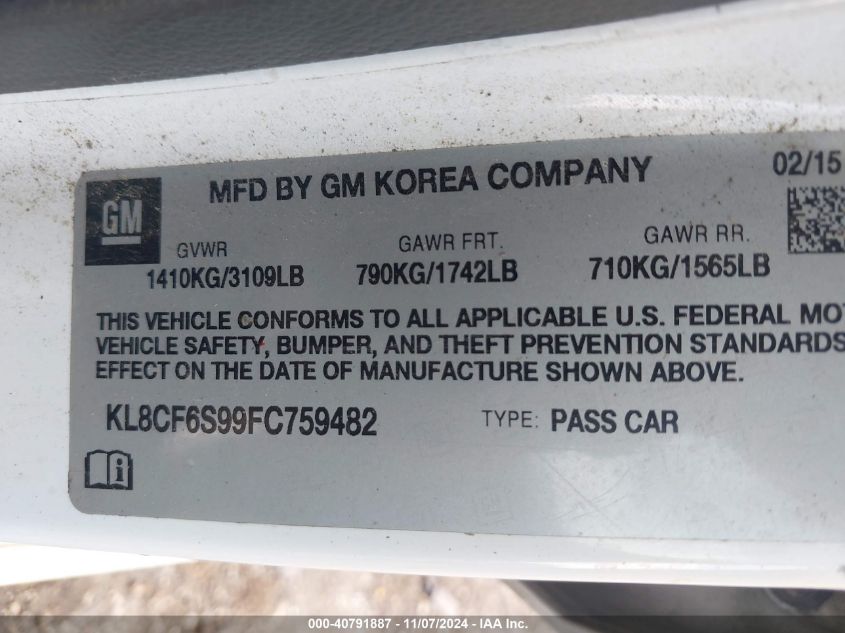 MFD BY GM KOREA COMPANY 02/15
GM
GVWR GAWR FRT. GAWR RR.
1410KG/3109LB 790KG/1742LB 710KG/1565LB
THIS VEHICLE CONFORMS TO ALL APPLICABLE U.S. FEDERAL MO
VEHICLE SAFETY, BUMPER, AND THEFT PREVENTION STANDARDS
EFFECT ON THE DATE OF MANUFACTURE SHOWN ABOVE.
KL8CF6S99FC759482 TYPE: PASS CAR
000-40791887 - 11/07/2024 - IAA Inc.